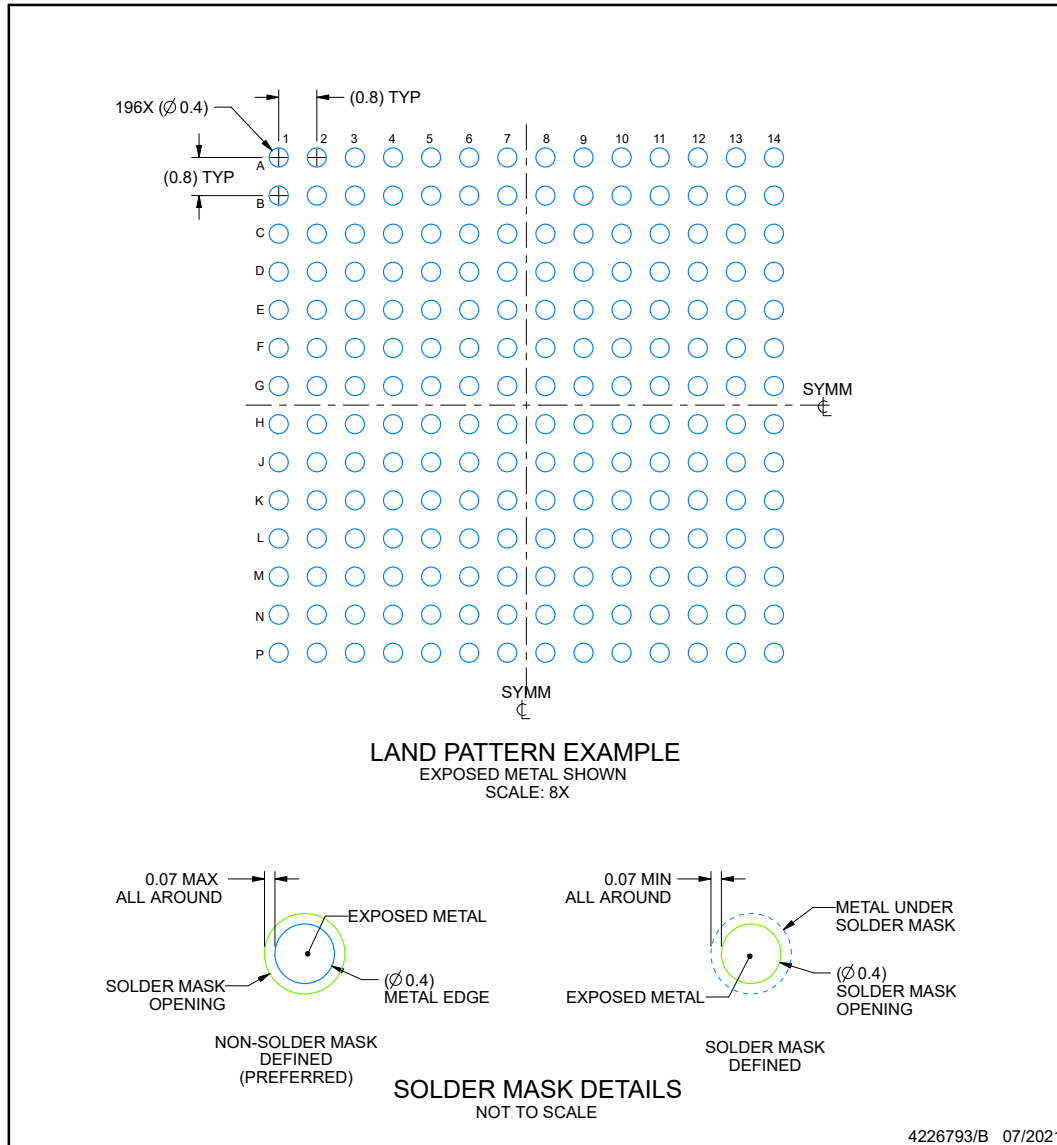 196X (∅ 0.4)
(0.8) TYP
1 2 3 4 5 6 7 8 9 10 11 12 13 14
A
(0.8) TYP
B
C
D
E
F
G
SYMM
℄
H
J
K
L
M
N
P
SYMM
℄
LAND PATTERN EXAMPLE
EXPOSED METAL SHOWN
SCALE: 8X
0.07 MAX
ALL AROUND
EXPOSED METAL
SOLDER MASK
OPENING
(∅ 0.4)
METAL EDGE
NON-SOLDER MASK
DEFINED
(PREFERRED)
0.07 MIN
ALL AROUND
METAL UNDER
SOLDER MASK
EXPOSED METAL
(∅ 0.4)
SOLDER MASK
OPENING
SOLDER MASK
DEFINED
SOLDER MASK DETAILS
NOT TO SCALE
4226793/B 07/2021